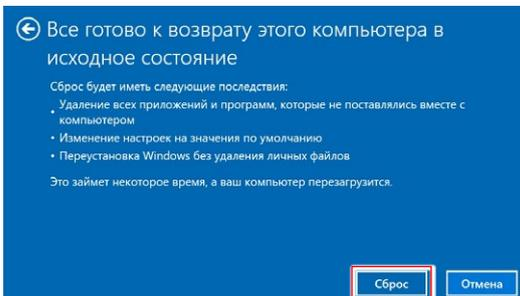 Все готово к возврату этого компьютера в
исходное состояние
Сброс будет иметь следующие последствия:
• Удаление всех приложений и программ, которые не поставлялись вместе с
компьютером
• Изменение настроек на значения по умолчанию
• Переустановка Windows без удаления личных файлов
Это займет некоторое время, а ваш компьютер перезагрузится.
Сброс Отмена